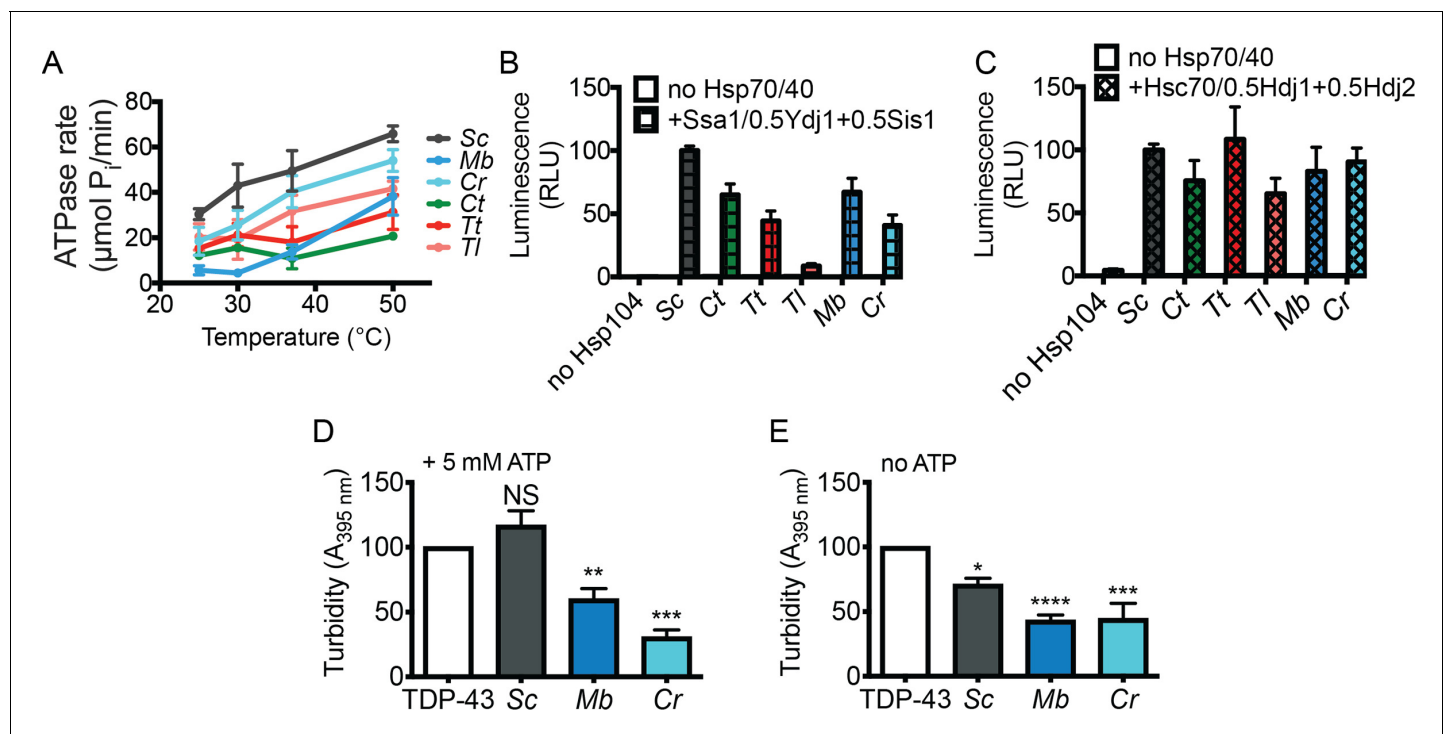 A
ATPase rate
(µmol Pi/min)
80
60
40
20
0
20
30
40
50
Temperature (°C)
Sc
Mb
Cr
Ct
Tt
Tl
B
no Hsp70/40
+Ssa1/0.5Ydj1+0.5Sis1
Luminescence
(RLU)
150
100
50
0
no Hsp104
Sc
Ct
Tt
Tl
Mb
Cr
C
no Hsp70/40
+Hsc70/0.5Hdj1+0.5Hdj2
Luminescence
(RLU)
150
100
50
0
no Hsp104
Sc
Ct
Tt
Tl
Mb
Cr
D
+ 5 mM ATP
Turbidity (A395 nm)
150
100
50
0
NS
**
***
TDP-43 Sc Mb Cr
E
no ATP
Turbidity (A395 nm)
150
100
50
0
*
****
***
TDP-43 Sc Mb Cr